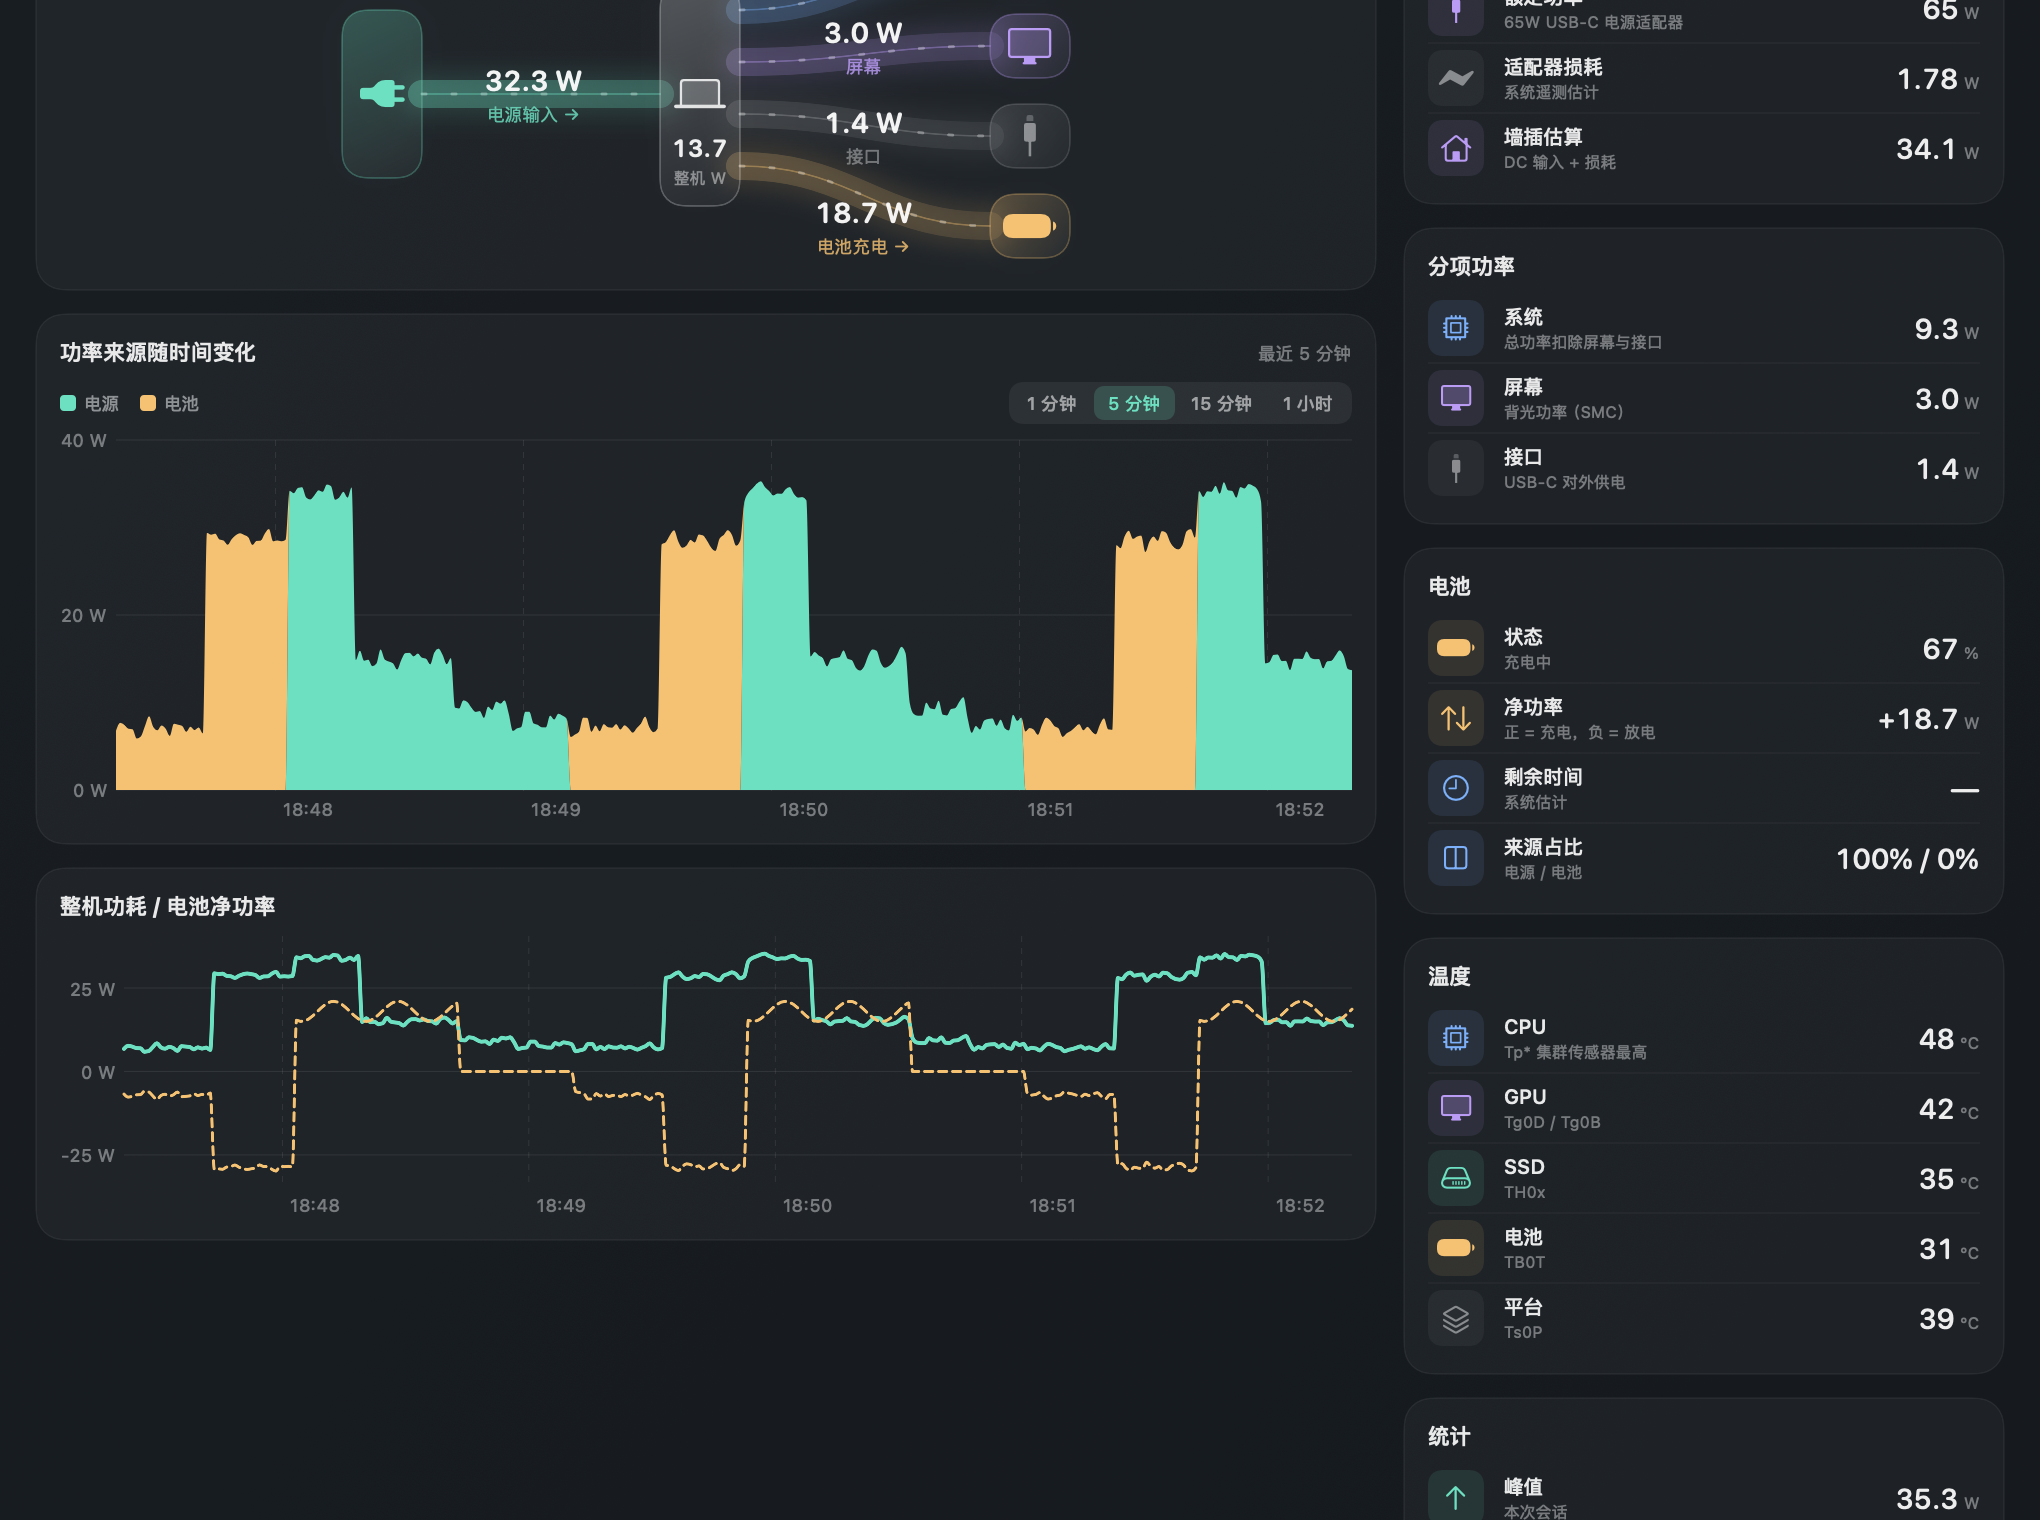 32.3 W
电源输入 →
13.7
整机 W
3.0 W
屏幕
1.4 W
接口
18.7 W
电池充电 →
功率来源随时间变化
最近 5 分钟
电源
电池
1 分钟
5 分钟
15 分钟
1 小时
40 W
20 W
0 W
18:48
18:49
18:50
18:51
18:52
整机功耗 / 电池净功率
25 W
0 W
-25 W
18:48
18:49
18:50
18:51
18:52
额定功率
65W USB-C 电源适配器
65 W
适配器损耗
系统遥测估计
1.78 W
墙插估算
DC 输入 + 损耗
34.1 W
分项功率
系统
总功率扣除屏幕与接口
9.3 W
屏幕
背光功率 (SMC)
3.0 W
接口
USB-C 对外供电
1.4 W
电池
状态
充电中
67 %
净功率
正 = 充电, 负 = 放电
+18.7 W
剩余时间
系统估计
—
来源占比
电源 / 电池
100% / 0%
温度
CPU
Tp* 集群传感器最高
48 °C
GPU
Tg0D / Tg0B
42 °C
SSD
TH0x
35 °C
电池
TB0T
31 °C
平台
Ts0P
39 °C
统计
峰值
本次会话
35.3 W